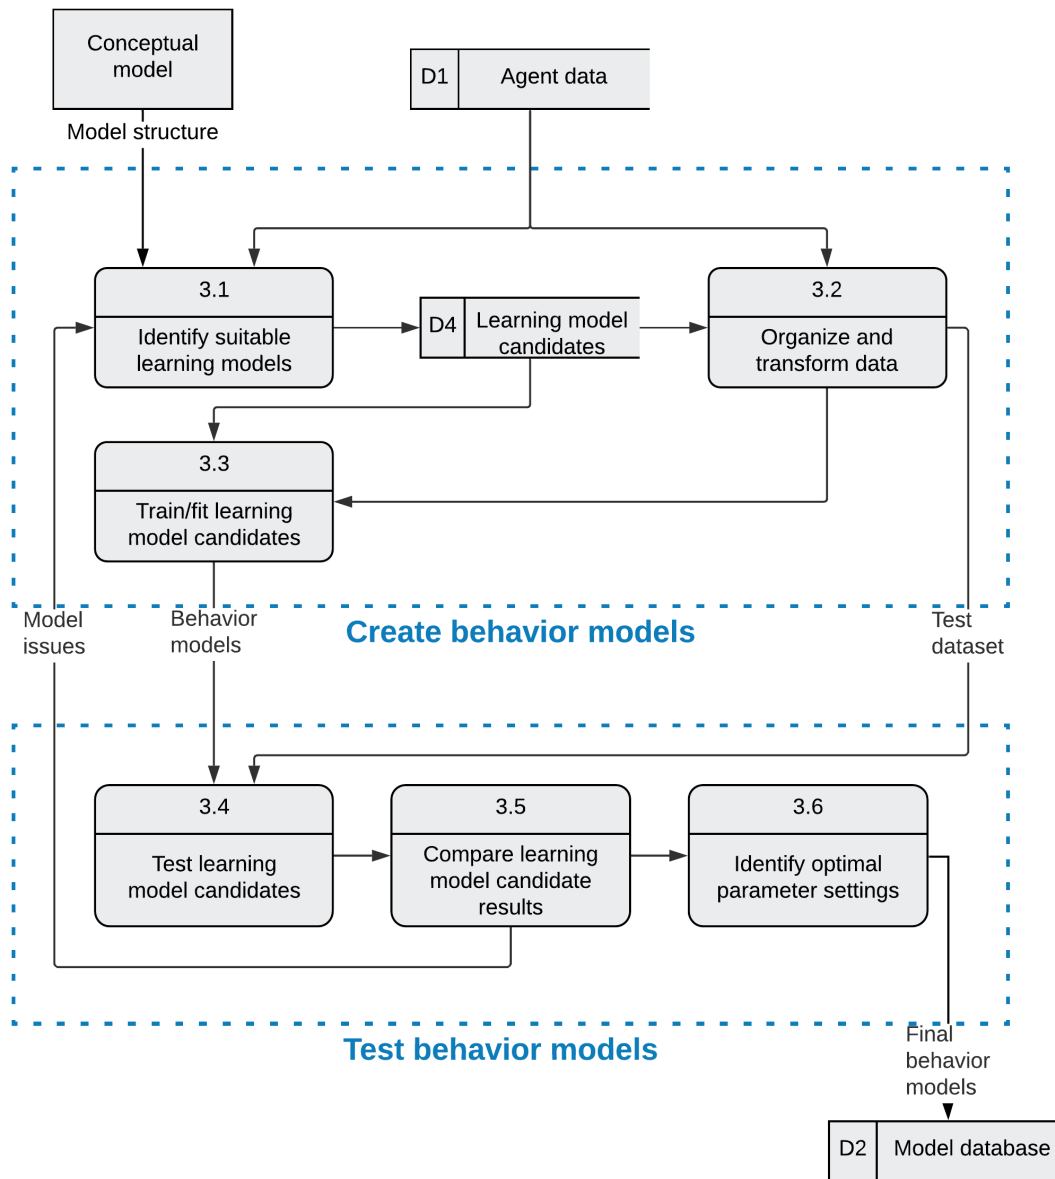 Conceptual
model
D1
Agent data
Model structure
3.1
Identify suitable
learning models
D4
Learning model
candidates
3.2
Organize and
transform data
3.3
Train/fit learning
model candidates
Model
issues
Behavior
models
Create behavior models
Test
dataset
3.4
Test learning
model candidates
3.5
Compare learning
model candidate
results
3.6
Identify optimal
parameter settings
Test behavior models
Final
behavior
models
D2
Model database